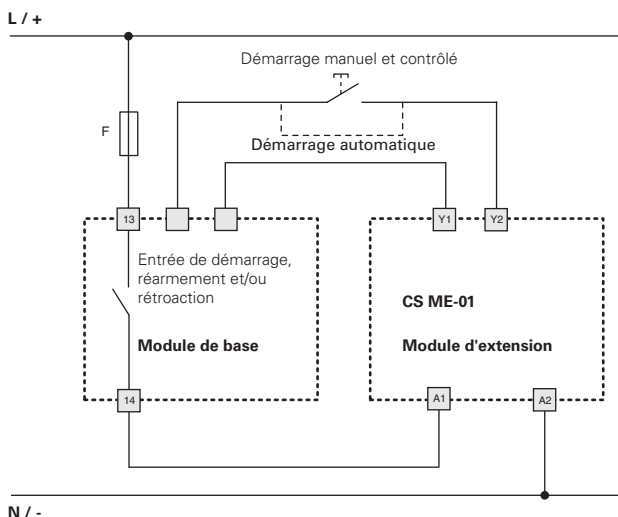 L / +
Démarrage manuel et contrôlé
F
Démarrage automatique
13
Y1
Y2
Entrée de démarrage,
réarmement et/ou
rétroaction
CS ME-01
Module de base
Module d'extension
14
A1
A2
N / -